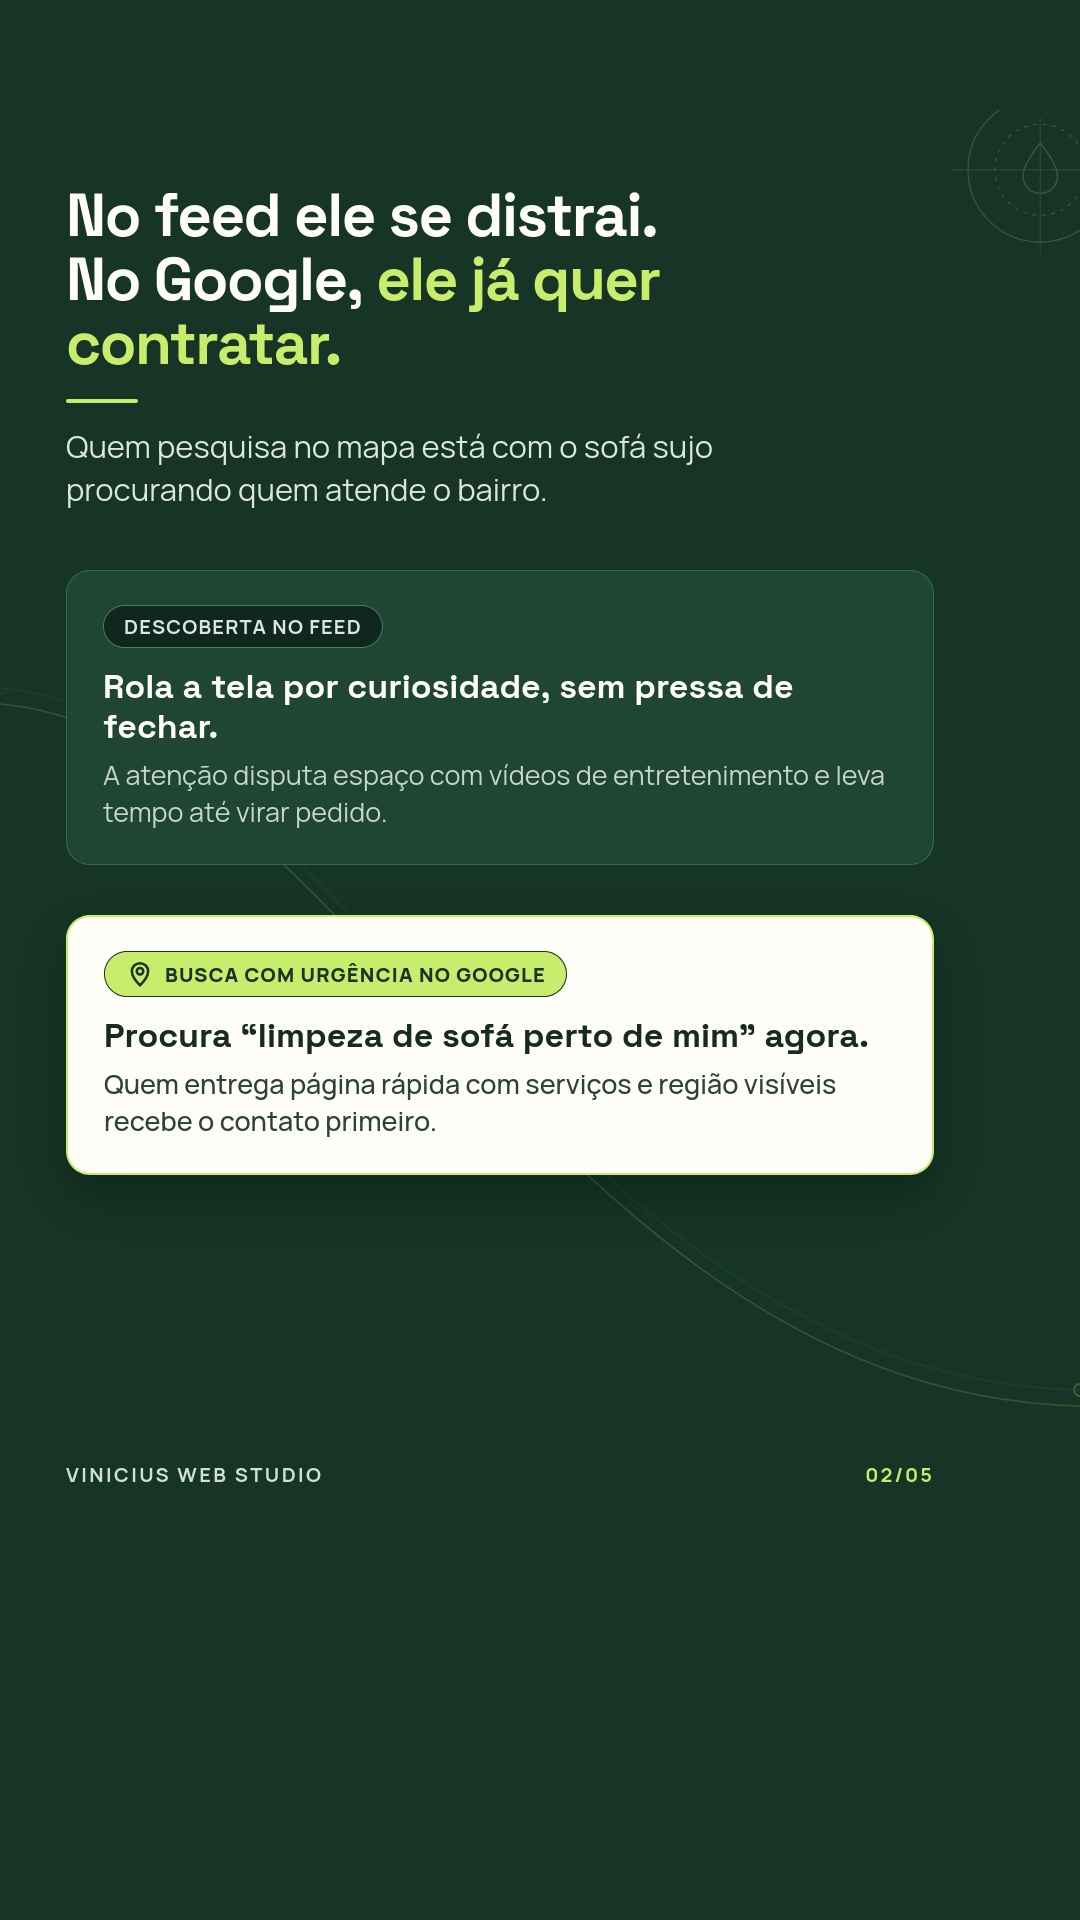 No feed ele se distrai.
No Google, ele já quer
contratar.
Quem pesquisa no mapa está com o sofá sujo
procurando quem atende o bairro.
DESCOBERTA NO FEED
Rola a tela por curiosidade, sem pressa de
fechar.
A atenção disputa espaço com vídeos de entretenimento e leva
tempo até virar pedido.
BUSCA COM URGÊNCIA NO GOOGLE
Procura “limpeza de sofá perto de mim” agora.
Quem entrega página rápida com serviços e região visíveis
recebe o contato primeiro.
VINICIUS WEB STUDIO
02/05